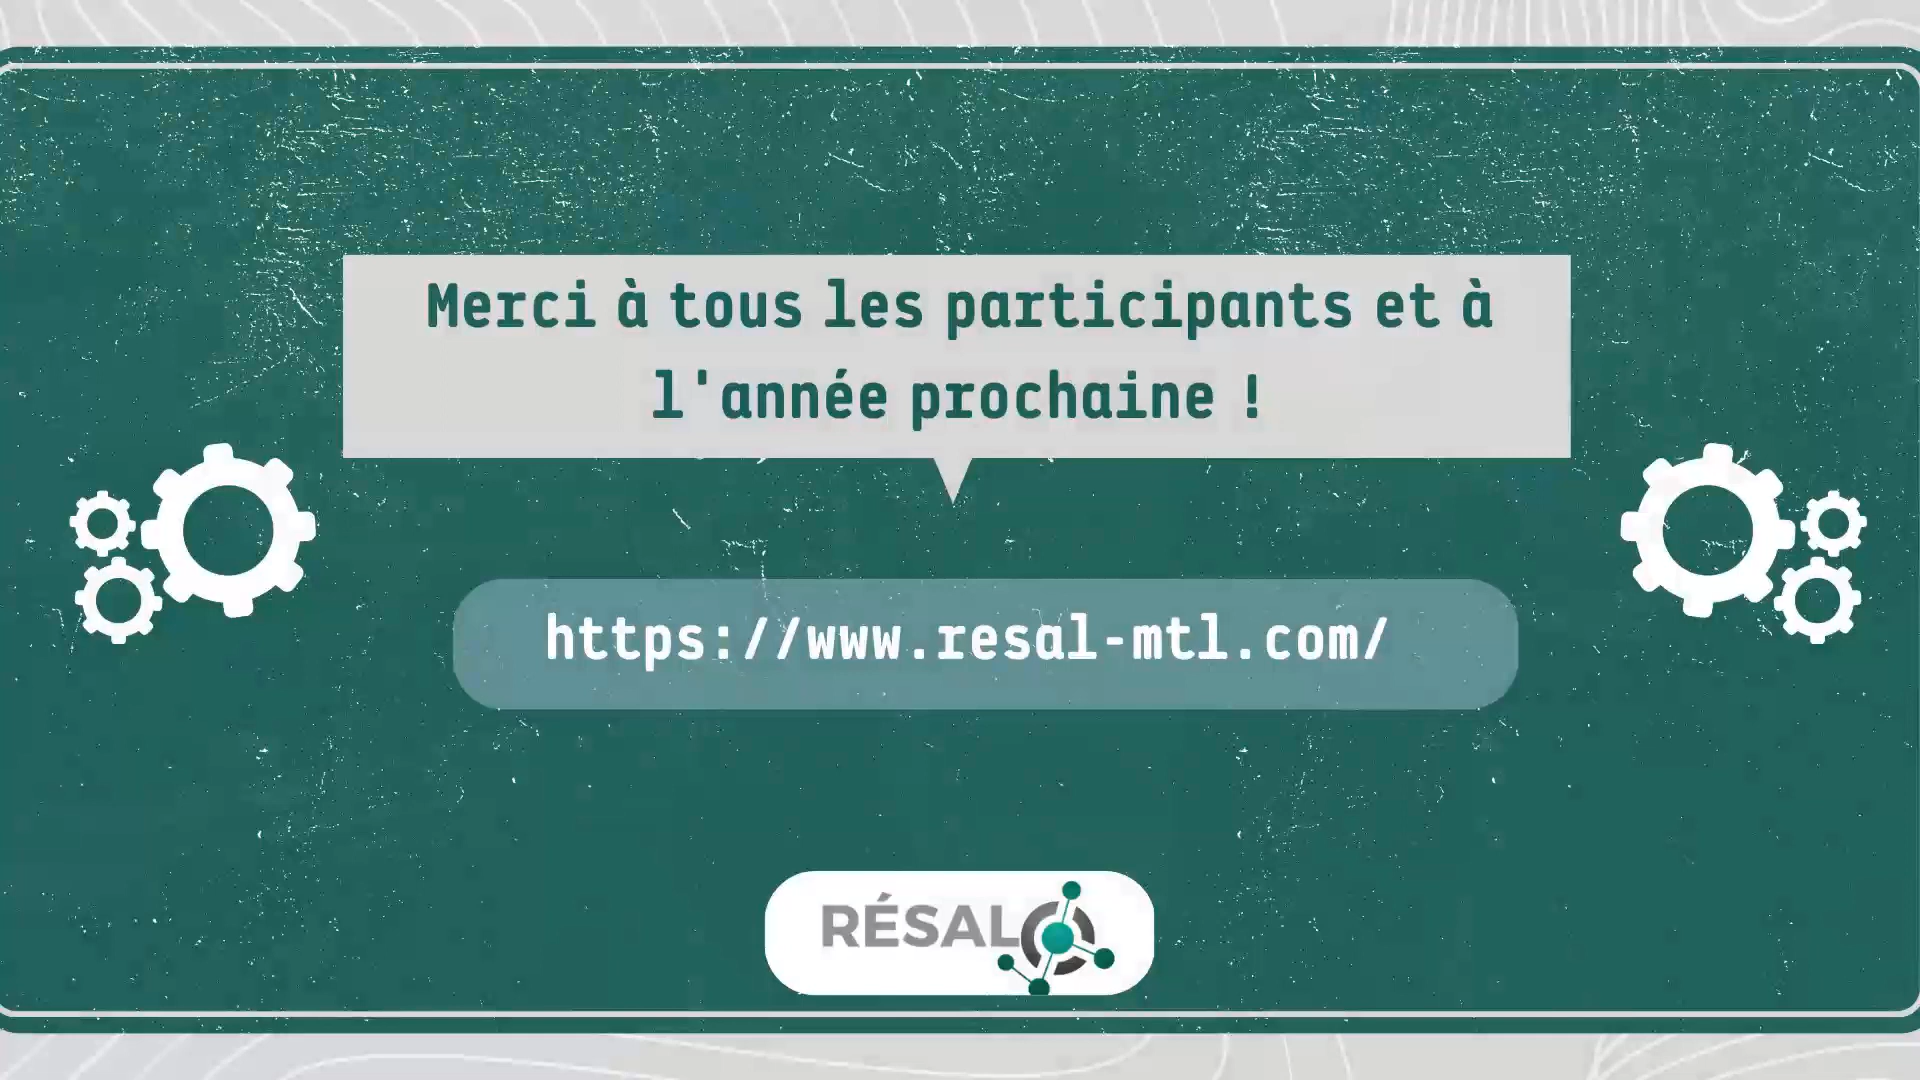 Merci à tous les participants et à
l'année prochaine !
https://www.resal-mtl.com/
RÉSAL